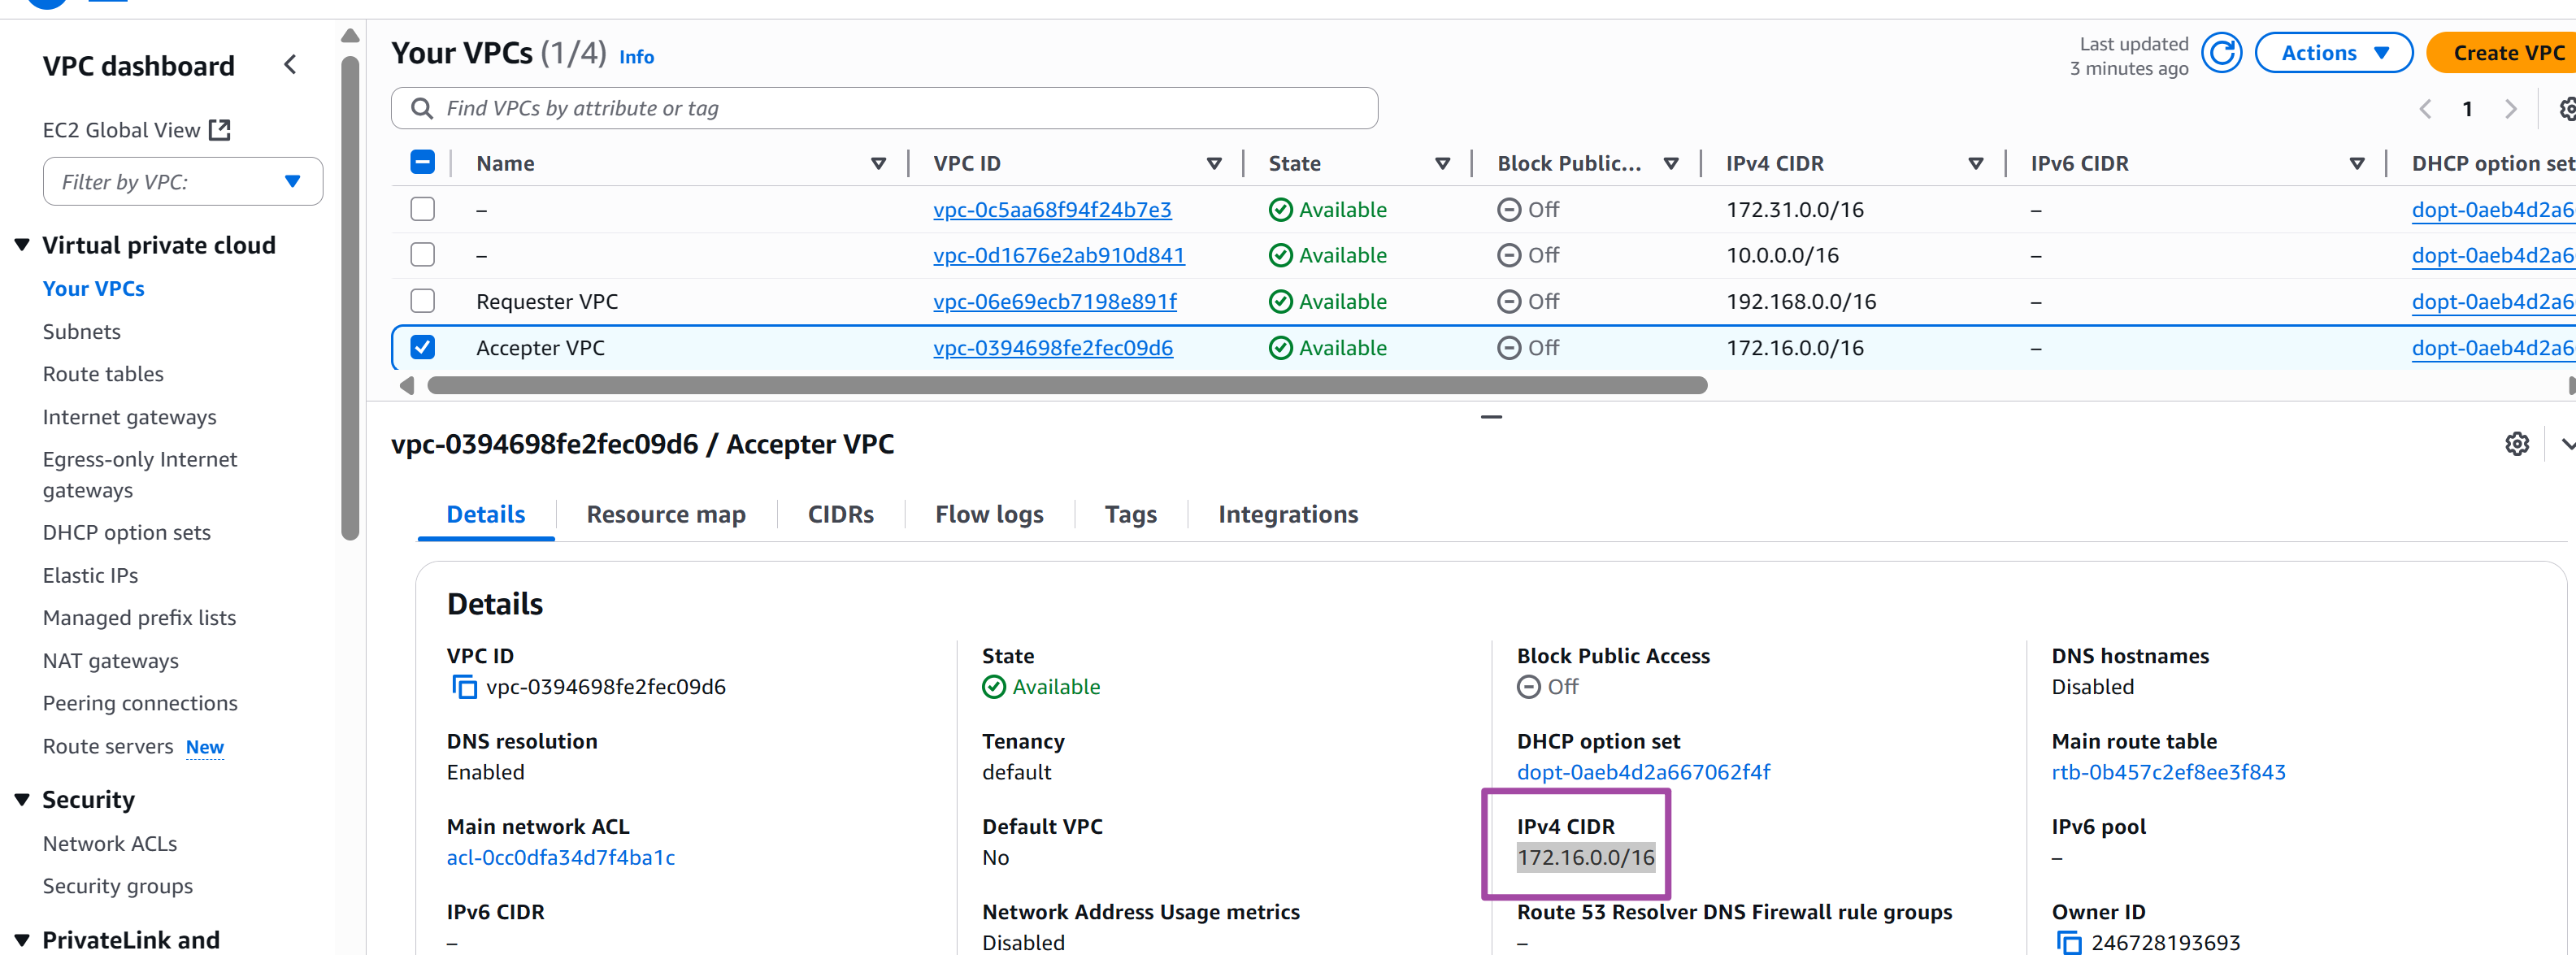 VPC dashboard
EC2 Global View
Filter by VPC:
Virtual private cloud
Your VPCs
Subnets
Route tables
Internet gateways
Egress-only Internet
gateways
DHCP option sets
Elastic IPs
Managed prefix lists
NAT gateways
Peering connections
Route servers New
Security
Network ACLs
Security groups
PrivateLink and
Your VPCs (1/4) Info
Last updated
3 minutes ago
Actions
Create VPC
Find VPCs by attribute or tag
1
Name VPC ID State Block Public... IPv4 CIDR IPv6 CIDR DHCP option set
– vpc-0c5aa68f94f24b7e3 Available Off 172.31.0.0/16 – dopt-0aeb4d2a6
– vpc-0d1676e2ab910d841 Available Off 10.0.0.0/16 – dopt-0aeb4d2a6
Requester VPC vpc-06e69ecb7198e891f Available Off 192.168.0.0/16 – dopt-0aeb4d2a6
Accepter VPC vpc-0394698fe2fec09d6 Available Off 172.16.0.0/16 – dopt-0aeb4d2a6
vpc-0394698fe2fec09d6 / Accepter VPC
Details Resource map CIDRs Flow logs Tags Integrations
Details
VPC ID State Block Public Access DNS hostnames
vpc-0394698fe2fec09d6 Available Off Disabled
DNS resolution Tenancy DHCP option set Main route table
Enabled default dopt-0aeb4d2a667062f4f rtb-0b457c2ef8ee3f843
Main network ACL Default VPC IPv4 CIDR IPv6 pool
acl-0cc0dfa34d7f4ba1c No 172.16.0.0/16 –
IPv6 CIDR Network Address Usage metrics Route 53 Resolver DNS Firewall rule groups Owner ID
– Disabled – 246728193693